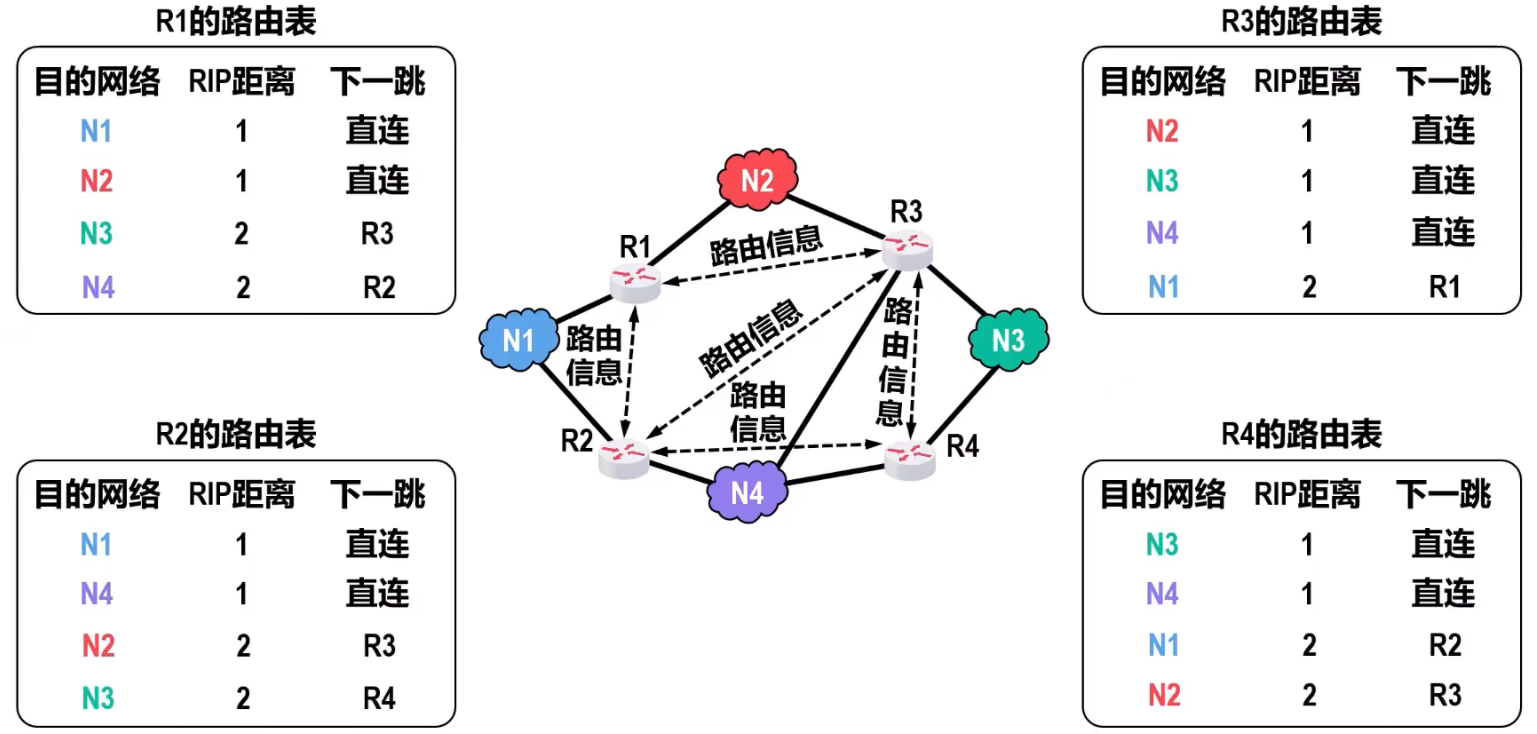 R1的路由表
目的网络 RIP距离 下一跳
N1 1 直连
N2 1 直连
N3 2 R3
N4 2 R2
R3的路由表
目的网络 RIP距离 下一跳
N2 1 直连
N3 1 直连
N4 1 直连
N1 2 R1
N2
R3
R1
路由信息
N1
路由
信息
路由信息
路
由
信
息
N3
路由
信息
R2
R4
N4
R2的路由表
目的网络 RIP距离 下一跳
N1 1 直连
N4 1 直连
N2 2 R3
N3 2 R4
R4的路由表
目的网络 RIP距离 下一跳
N3 1 直连
N4 1 直连
N1 2 R2
N2 2 R3